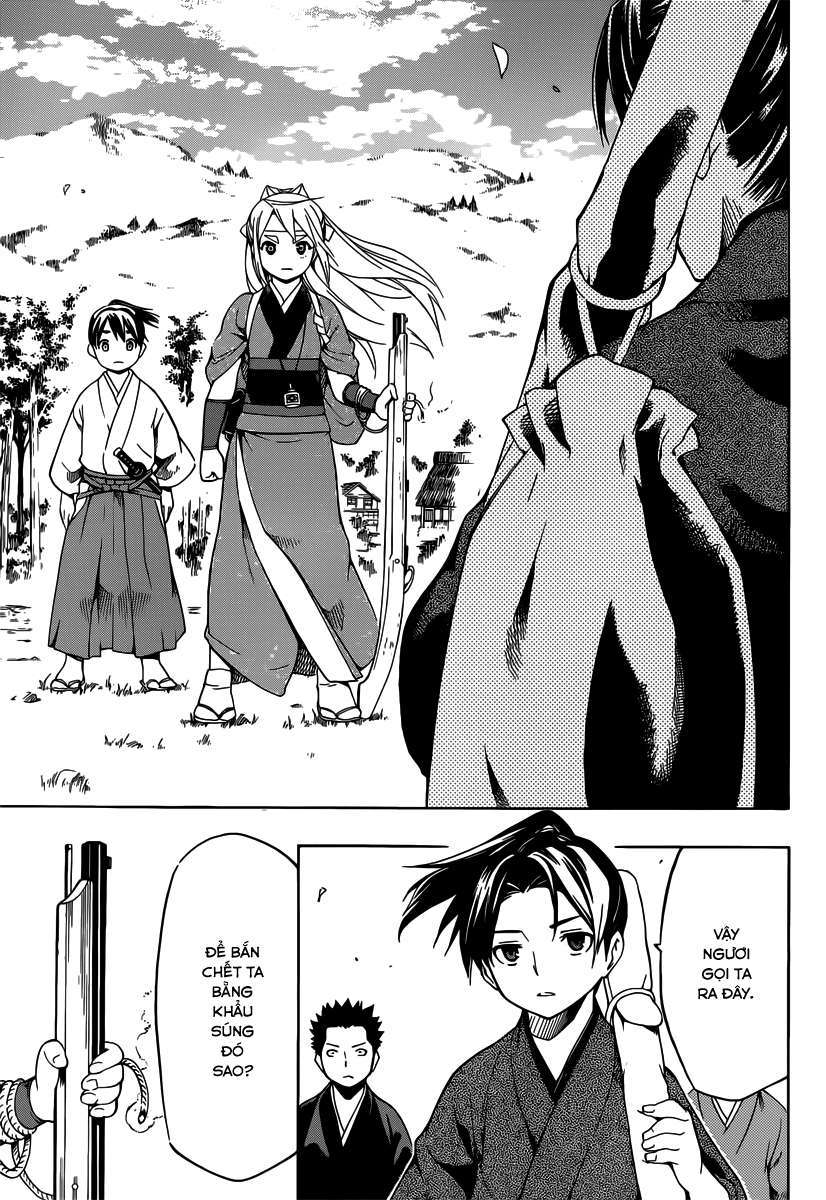 VẬY
NGƯƠI
GỌI TA
RA ĐÂY.
ĐỂ BẮN
CHẾT TA
BẰNG
KHẨU
SÚNG
ĐÓ
SAO?